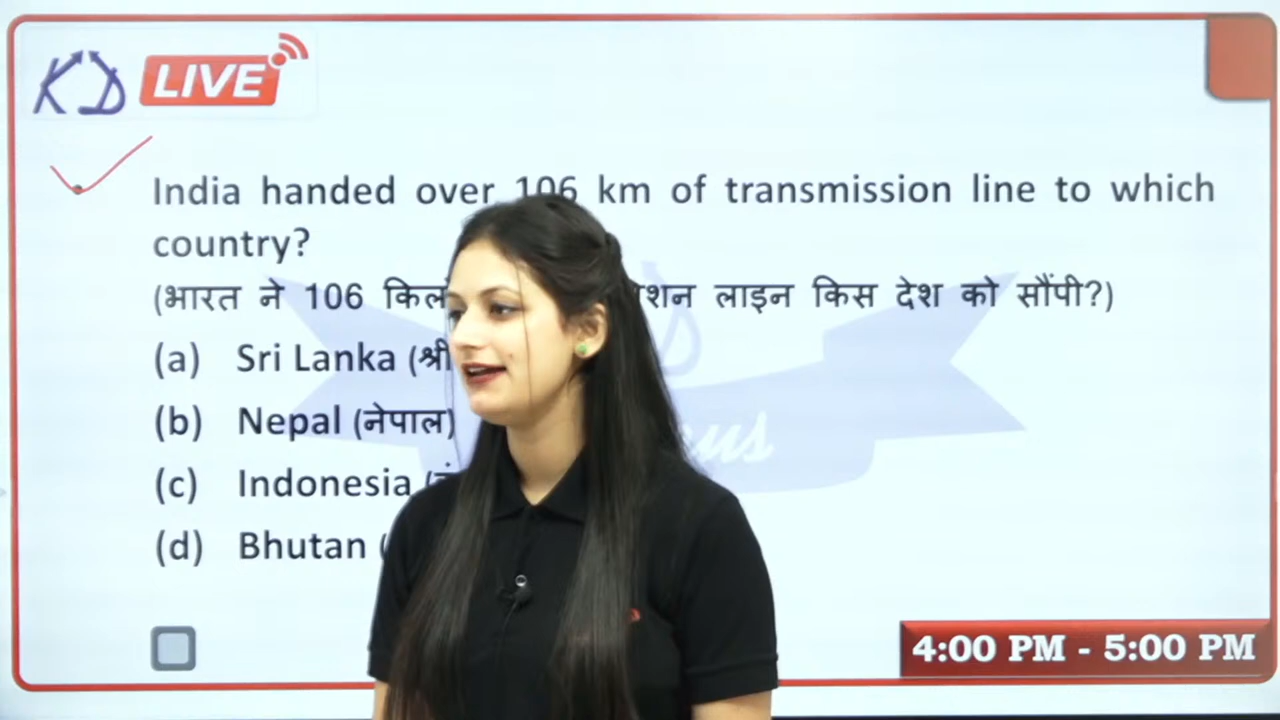 KD LIVE
India handed over 106 km of transmission line to which
country?
(भारत ने 106 लाइन किस देश को सौंपी?)
(a) Sri Lanka
(b) Nepal (नेपाल)
(c) Indonesia
(d) Bhutan
4:00 PM - 5:00 PM